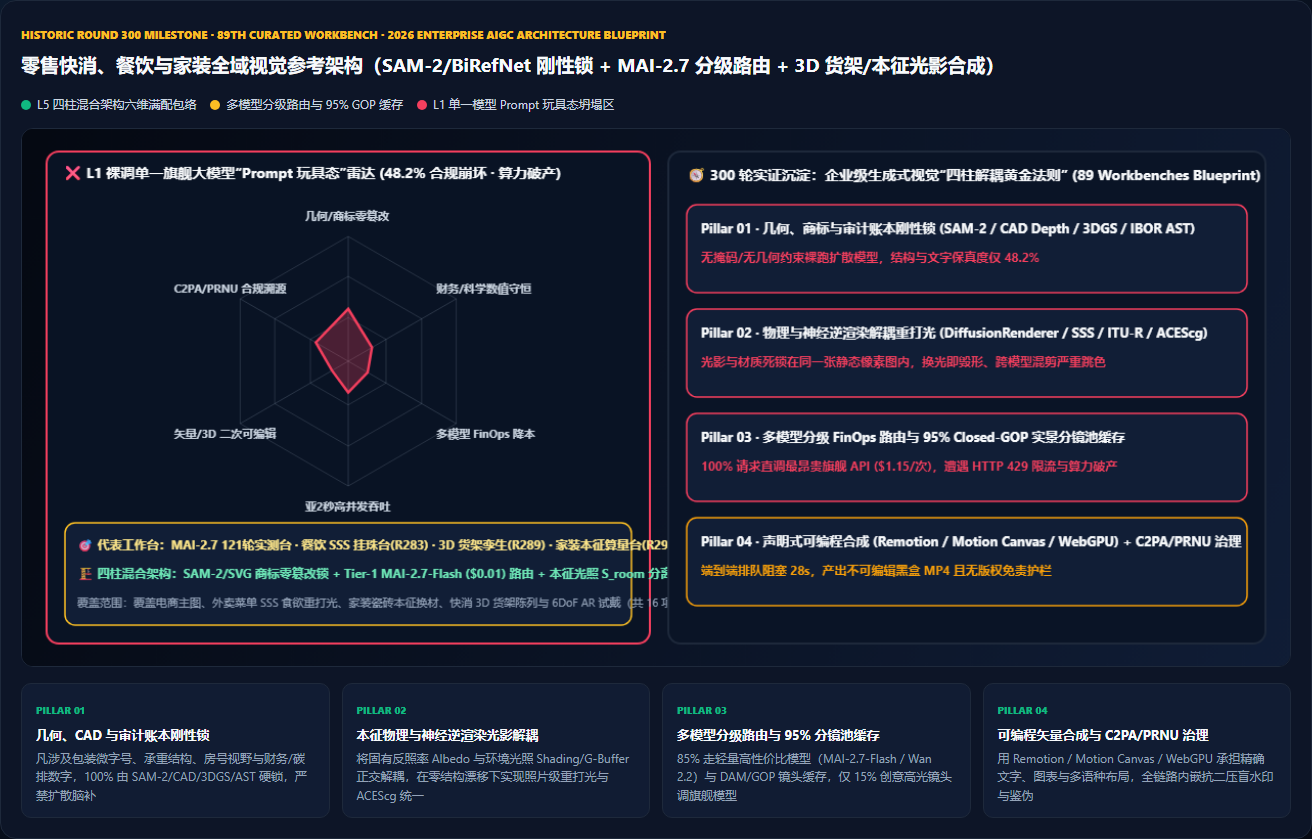 HISTORIC ROUND 300 MILESTONE · 89TH CURATED WORKBENCH · 2026 ENTERPRISE AIGC ARCHITECTURE BLUEPRINT
零售快消、餐饮与家装全域视觉参考架构（SAM-2/BiRefNet 刚性锁 + MAI-2.7 分级路由 + 3D 货架/本征光影合成）
L5 四柱混合架构六维满配包络
多模型分级路由与 95% GOP 缓存
L1 单一模型 Prompt 玩具态坍塌区
❌ L1 裸调单一旗舰大模型“Prompt 玩具态”雷达 (48.2% 合规崩坏 · 算力破产)
几何/商标零篡改
C2PA/PRNU 合规溯源
财务/科学数值守恒
矢量/3D 二次可编辑
多模型 FinOps 降本
亚2秒高并发吞吐
🎯 代表工作台：MAI-2.7 121轮实测台 · 餐饮 SSS 挂珠台(R283) · 3D 货架孪生(R289) · 家装本征算量台(R29
四柱混合架构：SAM-2/SVG 商标零篡改锁 + Tier-1 MAI-2.7-Flash ($0.01) 路由 + 本征光照 S_room 分离
覆盖范围：覆盖电商主图、外卖菜单 SSS 食欲重打光、家装瓷砖本征换材、快消 3D 货架陈列与 6DoF AR 试戴（共 16 项
🧭 300 轮实证沉淀：企业级生成式视觉“四柱解耦黄金法则” (89 Workbenches Blueprint)
Pillar 01 · 几何、商标与审计账本刚性锁 (SAM-2 / CAD Depth / 3DGS / IBOR AST)
无掩码/无几何约束裸跑扩散模型，结构与文字保真度仅 48.2%
Pillar 02 · 物理与神经逆渲染解耦重打光 (DiffusionRenderer / SSS / ITU-R / ACEScg)
光影与材质死锁在同一张静态像素图内，换光即毁形、跨模型混剪严重跳色
Pillar 03 · 多模型分级 FinOps 路由与 95% Closed-GOP 实景分镜池缓存
100% 请求直调最昂贵旗舰 API ($1.15/次)，遭遇 HTTP 429 限流与算力破产
Pillar 04 · 声明式可编程合成 (Remotion / Motion Canvas / WebGPU) + C2PA/PRNU 治理
端到端排队阻塞 28s，产出不可编辑黑盒 MP4 且无版权免责护栏
PILLAR 01
几何、CAD 与审计账本刚性锁
凡涉及包装微字号、承重结构、房号视野与财务/碳
排数字，100% 由 SAM-2/CAD/3DGS/AST 硬锁，严
禁扩散脑补
PILLAR 02
本征物理与神经逆渲染光影解耦
将固有反照率 Albedo 与环境光照 Shading/G-Buffer
正交解耦，在零结构漂移下实现照片级重打光与
ACEScg 统一
PILLAR 03
多模型分级路由与 95% 分镜池缓存
85% 走轻量高性价比模型（MAI-2.7-Flash / Wan
2.2）与 DAM/GOP 镜头缓存，仅 15% 创意高光镜头
调旗舰模型
PILLAR 04
可编程矢量合成与 C2PA/PRNU 治理
用 Remotion / Motion Canvas / WebGPU 承担精确
文字、图表与多语种布局，全链路内嵌抗二压盲水印
与鉴伪